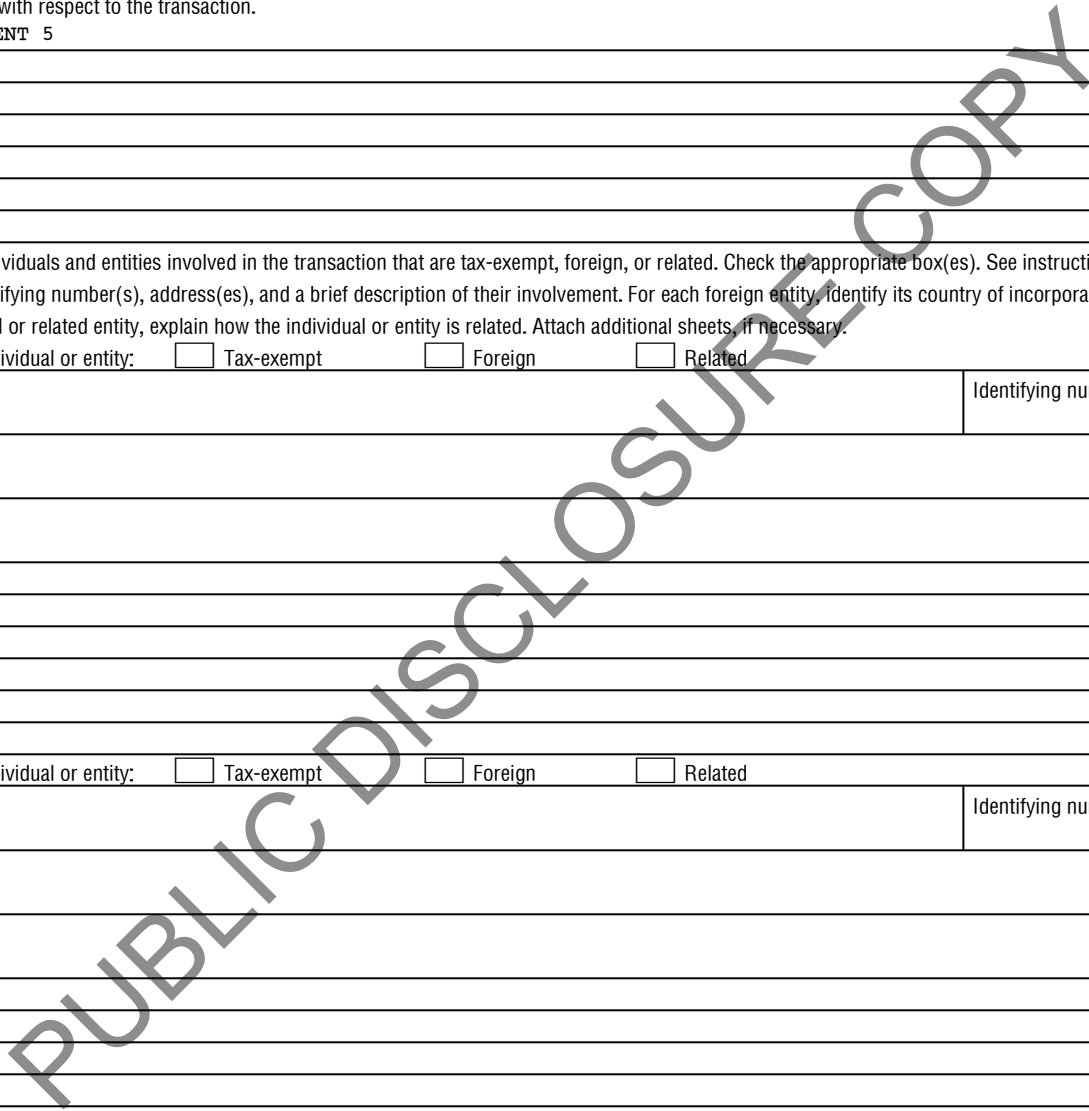 with respect to the transaction.
ENT 5
viduals and entities involved in the transaction that are tax-exempt, foreign, or related. Check the appropriate box(es). See instructi
ifying number(s), address(es), and a brief description of their involvement. For each foreign entity, identify its country of incorpora
l or related entity, explain how the individual or entity is related. Attach additional sheets, if necessary.
ividual or entity: Tax-exempt Foreign Related
Identifying nu
ividual or entity: Tax-exempt Foreign Related
Identifying nu
PUBLIC DISCLOSURE COPY